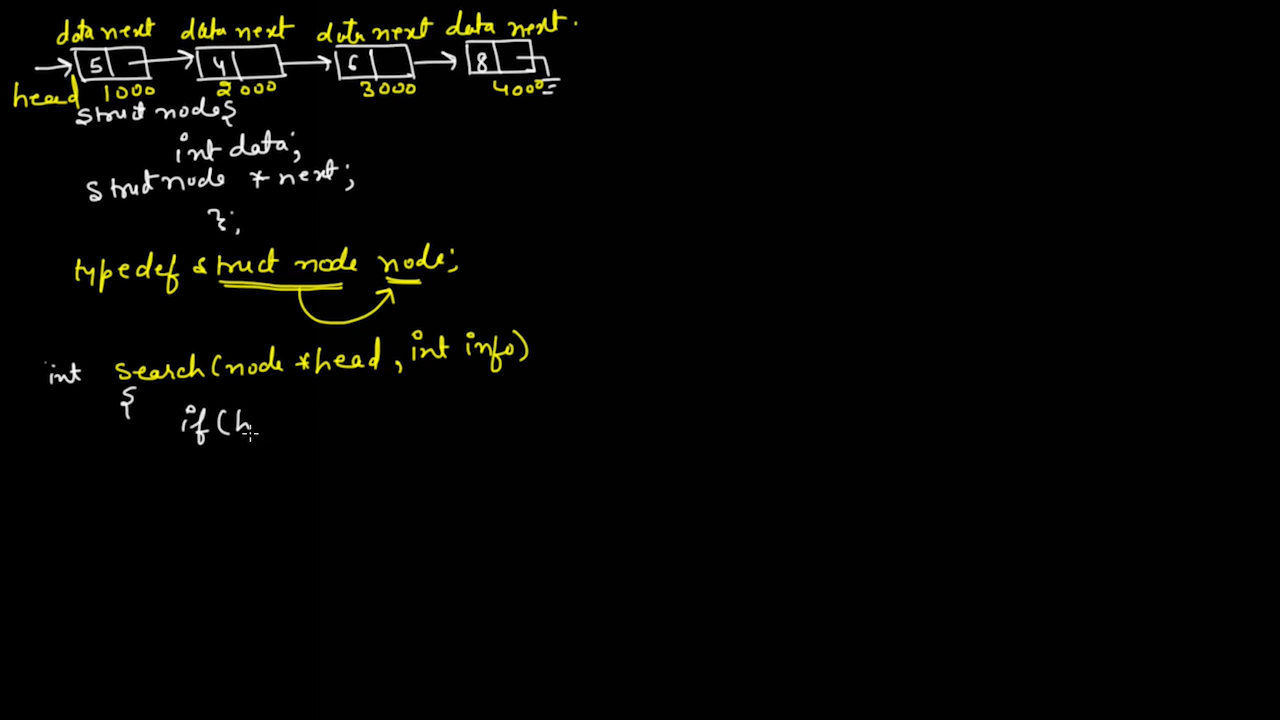 data next data next data next data next.
5 4 6 8
head 1000 2000 3000 4000
struct node{
int data;
struct node * next;
};
typedef struct node node;
int search(node *head, int info)
{
if(h